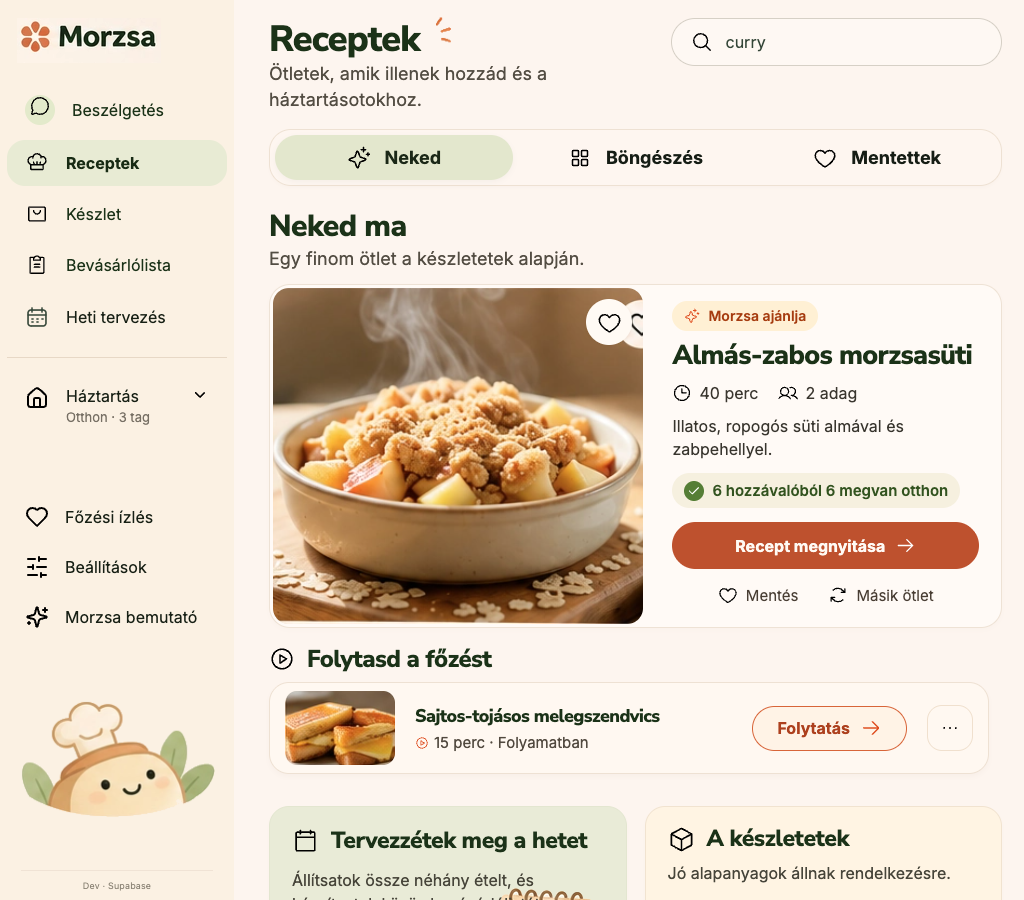 Morzsa
Beszélgetés
Receptek
Készlet
Bevásárlólista
Heti tervezés
Háztartás
Otthon · 3 tag
Főzési ízlés
Beállítások
Morzsa bemutató
Dev · Supabase
Receptek
Ötletek, amik illenek hozzád és a
háztartásotokhoz.
curry
Neked
Böngészés
Mentettek
Neked ma
Egy finom ötlet a készletetek alapján.
Morzsa ajánlja
Almás-zabos morzsasüti
40 perc
2 adag
Illatos, ropogós süti almával és
zabpehellyel.
6 hozzávalóból 6 megvan otthon
Recept megnyitása
Mentés
Másik ötlet
Folytasd a főzést
Sajtos-tojásos melegszendvics
15 perc · Folyamatban
Folytatás
Tervezzétek meg a hetet
Állítsatok össze néhány ételt, és
A készletetek
Jó alapanyagok állnak rendelkezésre.